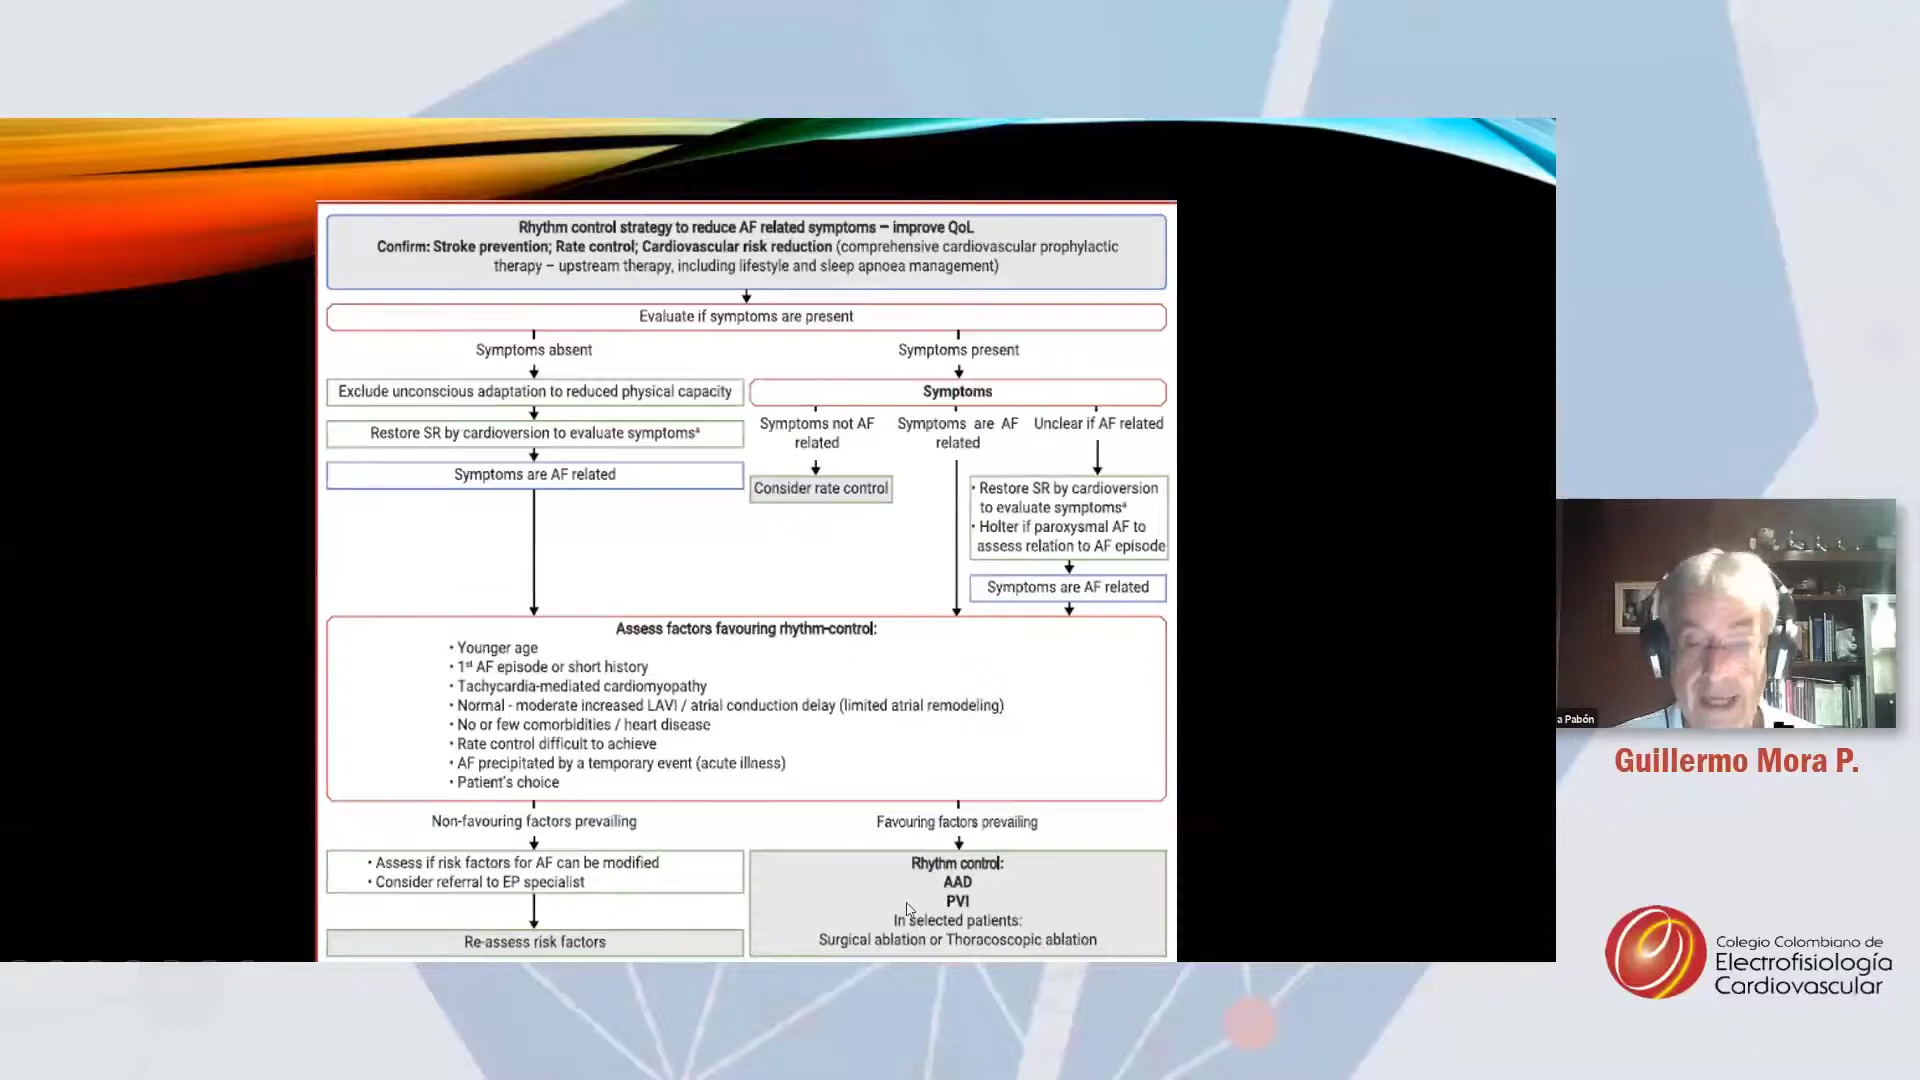 Rhythm control strategy to reduce AF related symptoms – improve QoL
Confirm: Stroke prevention; Rate control; Cardiovascular risk reduction (comprehensive cardiovascular prophylactic
therapy – upstream therapy, including lifestyle and sleep apnoea management)
Evaluate if symptoms are present
Symptoms absent
Symptoms present
Exclude unconscious adaptation to reduced physical capacity
Restore SR by cardioversion to evaluate symptomsª
Symptoms are AF related
Symptoms
Symptoms not AF
related
Symptoms are AF
related
Unclear if AF related
Consider rate control
• Restore SR by cardioversion
to evaluate symptomsª
• Holter if paroxysmal AF to
assess relation to AF episode
Symptoms are AF related
Assess factors favouring rhythm-control:
• Younger age
• 1st AF episode or short history
• Tachycardia-mediated cardiomyopathy
• Normal - moderate increased LAVI / atrial conduction delay (limited atrial remodeling)
• No or few comorbidities / heart disease
• Rate control difficult to achieve
• AF precipitated by a temporary event (acute illness)
• Patient's choice
Non-favouring factors prevailing
Favouring factors prevailing
• Assess if risk factors for AF can be modified
• Consider referral to EP specialist
Re-assess risk factors
Rhythm control:
AAD
PVI
In selected patients:
Surgical ablation or Thoracoscopic ablation
a Pabón
Guillermo Mora P.
Colegio Colombiano de
Electrofisiología
Cardiovascular